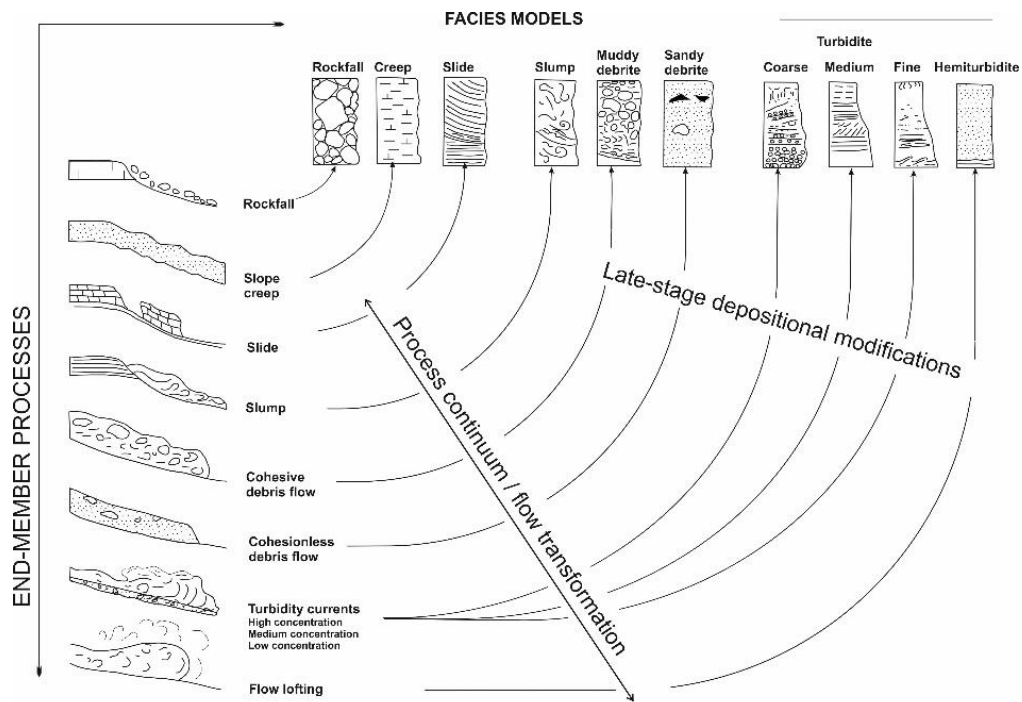 FACIES MODELS
Turbidite
Rockfall Creep Slide Slump Muddy debrite Sandy debrite Coarse Medium Fine Hemiturbidite
END-MEMBER PROCESSES
Rockfall
Slope
creep
Slide
Slump
Cohesive
debris flow
Cohesionless
debris flow
Turbidity currents
High concentration
Medium concentration
Low concentration
Flow lofting
Process continuum / flow transformation
Late-stage depositional modifications